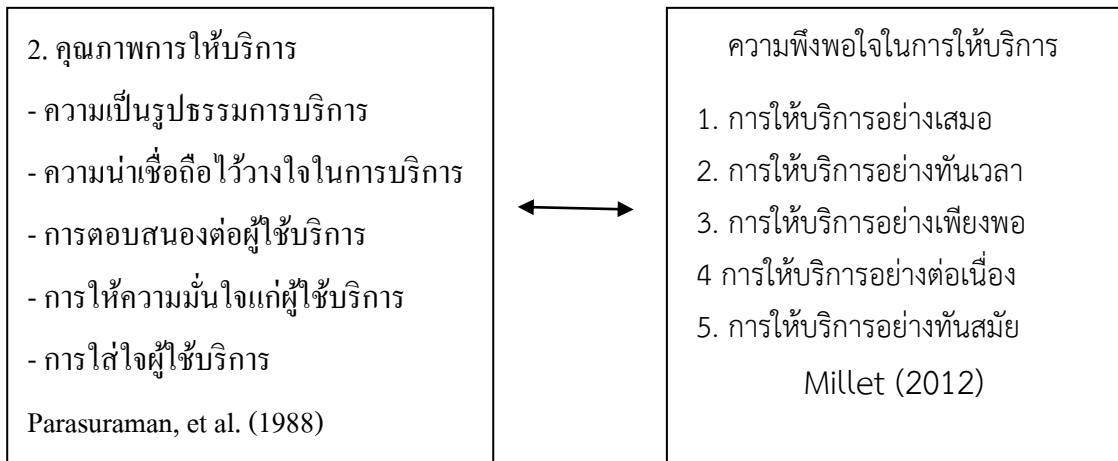 2. คุณภาพการให้บริการ
- ความเป็นรูปธรรมการบริการ
- ความน่าเชื่อถือไว้วางใจในการบริการ
- การตอบสนองต่อผู้ใช้บริการ
- การให้ความมั่นใจแก่ผู้ใช้บริการ
- การใส่ใจผู้ใช้บริการ
Parasuraman, et al. (1988)
ความพึงพอใจในการให้บริการ
1. การให้บริการอย่างเสมอ
2. การให้บริการอย่างทันเวลา
3. การให้บริการอย่างเพียงพอ
4 การให้บริการอย่างต่อเนื่อง
5. การให้บริการอย่างทันสมัย
Millet (2012)